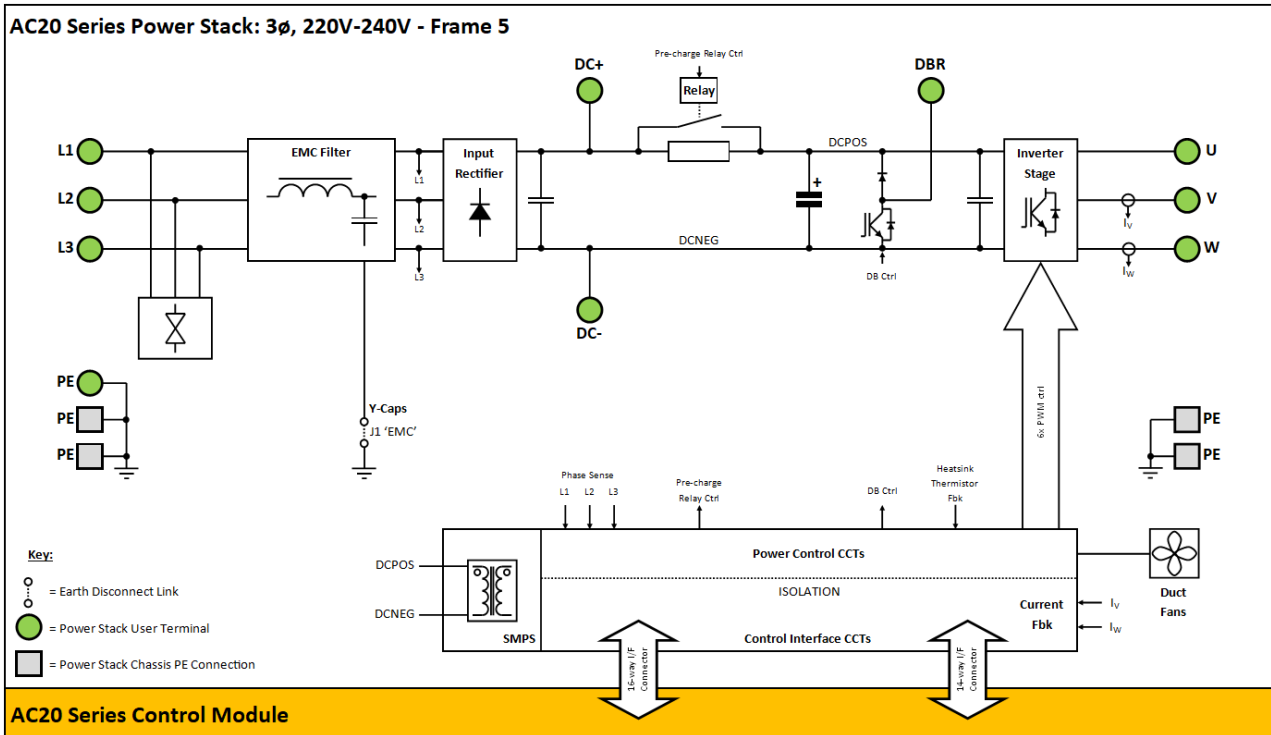 AC20 Series Power Stack: 3ø, 220V-240V - Frame 5
Pre-charge Relay Ctrl
DC+
DBR
Relay
L1
EMC Filter
Input
Rectifier
DCPOS
Inverter
Stage
U
L1
L2
+
V
L2
IV
L3
DCNEG
W
L3
DB Ctrl
IW
DC-
PE
PE
PE
Y-Caps
J1 'EMC'
6x PWM ctrl
PE
PE
Phase Sense
L1 L2 L3
Pre-charge
Relay Ctrl
DB Ctrl
Heatsink
Thermistor
Fbk
Key:
= Earth Disconnect Link
= Power Stack User Terminal
= Power Stack Chassis PE Connection
DCPOS
DCNEG
SMPS
Power Control CCTs
ISOLATION
Control Interface CCTs
Current
Fbk
IV
IW
Duct
Fans
16-way I/F
Connector
14-way I/F
Connector
AC20 Series Control Module